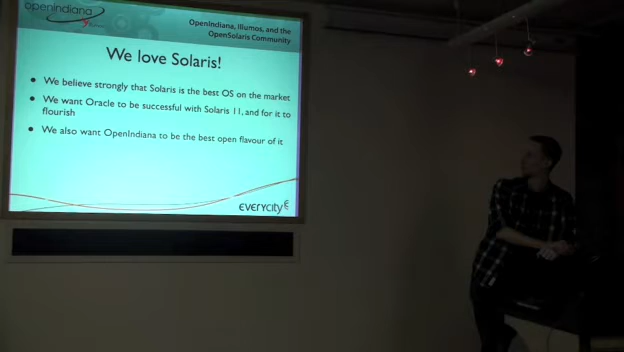 openindiana
OpenIndiana, Illumos, and the
OpenSolaris Community
We love Solaris!
• We believe strongly that Solaris is the best OS on the market
• We want Oracle to be successful with Solaris 11, and for it to
flourish
• We also want OpenIndiana to be the best open flavour of it
EVERYCITY